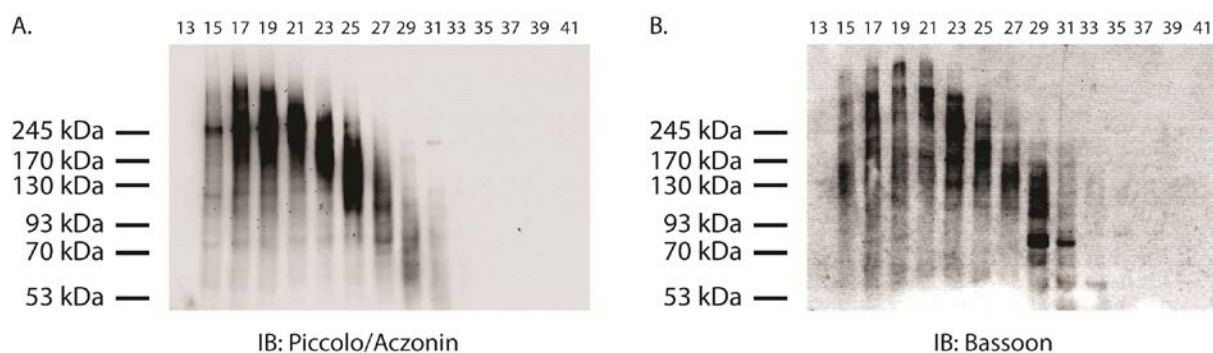 A.
13 15 17 19 21 23 25 27 29 31 33 35 37 39 41
245 kDa
170 kDa
130 kDa
93 kDa
70 kDa
53 kDa
IB: Piccolo/Aczonin
B.
13 15 17 19 21 23 25 27 29 31 33 35 37 39 41
245 kDa
170 kDa
130 kDa
93 kDa
70 kDa
53 kDa
IB: Bassoon